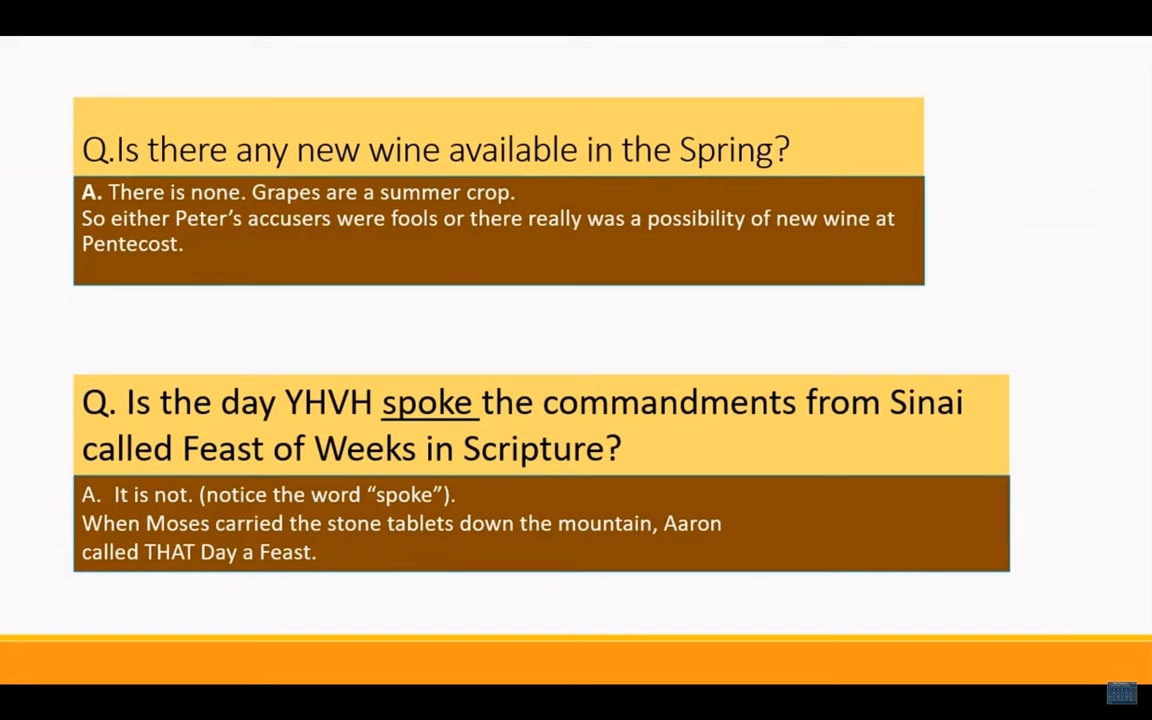 Q.Is there any new wine available in the Spring?
A. There is none. Grapes are a summer crop.
So either Peter’s accusers were fools or there really was a possibility of new wine at
Pentecost.
Q. Is the day YHVH spoke the commandments from Sinai
called Feast of Weeks in Scripture?
A. It is not. (notice the word “spoke”).
When Moses carried the stone tablets down the mountain, Aaron
called THAT Day a Feast.